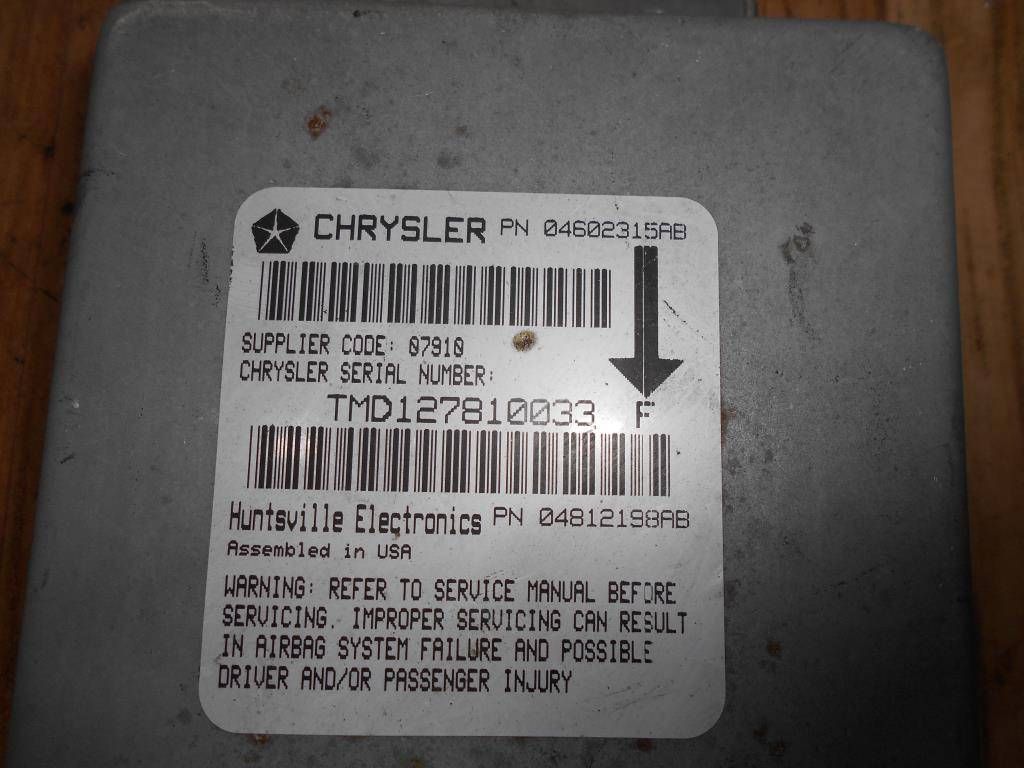 CHRYSLER PN 04602315AB
SUPPLIER CODE: 07910
CHRYSLER SERIAL NUMBER:
TMD127810033 F
Huntsville Electronics PN 04812198AB
Assembled in USA
WARNING: REFER TO SERVICE MANUAL BEFORE
SERVICING. IMPROPER SERVICING CAN RESULT
IN AIRBAG SYSTEM FAILURE AND POSSIBLE
DRIVER AND/OR PASSENGER INJURY